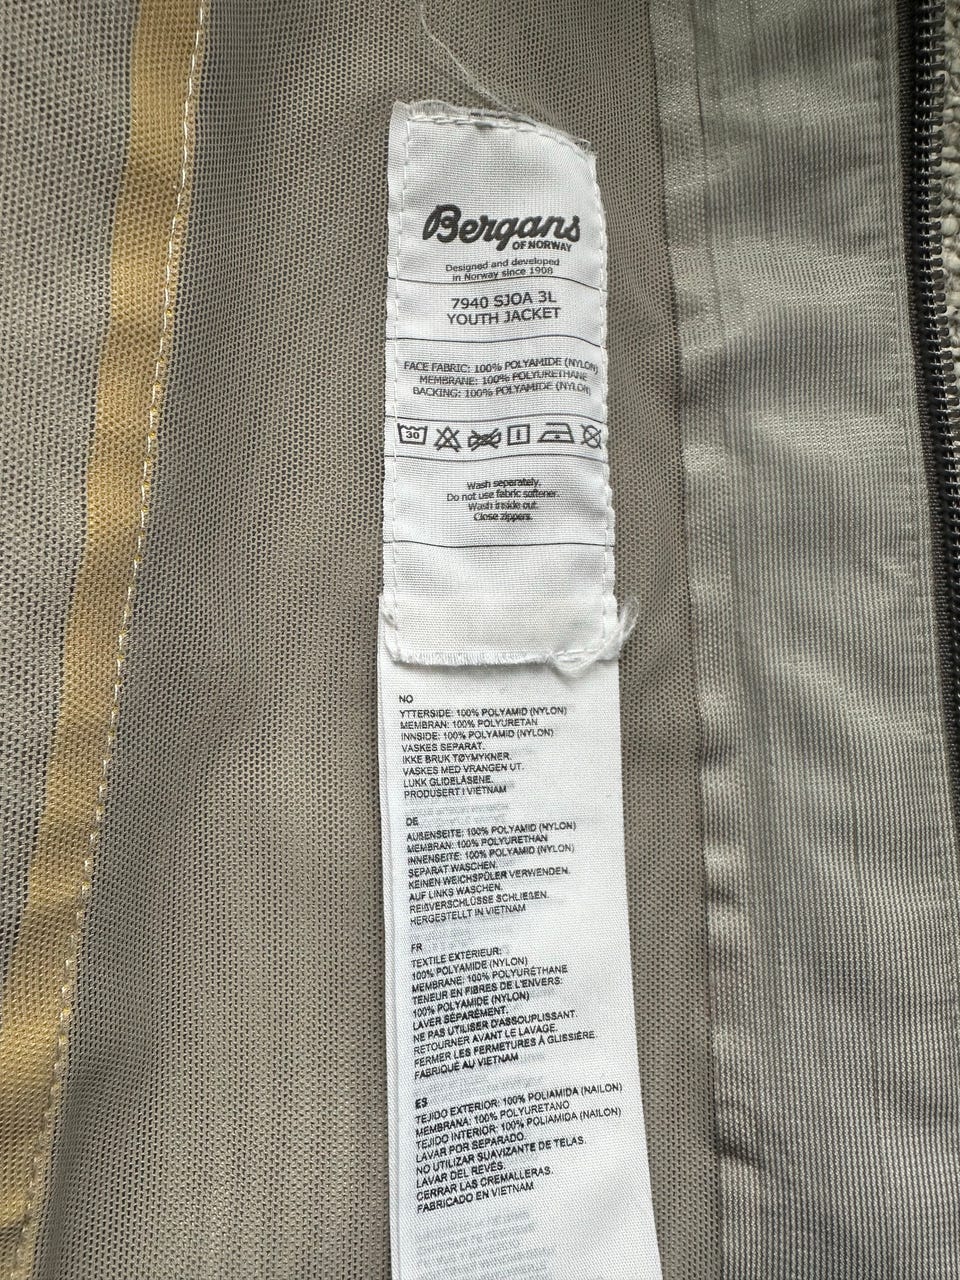 Bergans
OF NORWAY
Designed and developed
in Norway since 1908
7940 SJOA 3L
YOUTH JACKET
FACE FABRIC: 100% POLYAMIDE (NYLON)
MEMBRANE: 100% POLYURETHANE
BACKING: 100% POLYAMIDE (NYLON)
30
Wash separately.
Do not use fabric softener.
Wash inside out.
Close zippers.
NO
YTTERSIDE: 100% POLYAMID (NYLON)
MEMBRAN: 100% POLYURETAN
INNSIDE: 100% POLYAMID (NYLON)
VASKES SEPARAT.
IKKE BRUK TØYMYKNER.
VASKES MED VRANGEN UT.
LUKK GLIDELÅSENE.
PRODUSERT I VIETNAM
DE
AUßENSEITE: 100% POLYAMID (NYLON)
MEMBRAN: 100% POLYURETHAN
INNENSEITE: 100% POLYAMID (NYLON)
SEPARAT WASCHEN.
KEINEN WEICHSPÜLER VERWENDEN.
AUF LINKS WASCHEN.
REIßVERSCHLÜSSE SCHLIEßEN.
HERGESTELLT IN VIETNAM
FR
TEXTILE EXTÉRIEUR:
100% POLYAMIDE (NYLON)
MEMBRANE: 100% POLYURÉTHANE
TENEUR EN FIBRES DE L'ENVERS:
100% POLYAMIDE (NYLON)
LAVER SÉPARÉMENT.
NE PAS UTILISER D'ASSOUPLISSANT.
RETOURNER AVANT LE LAVAGE.
FERMER LES FERMETURES À GLISSIÈRE.
FABRIQUÉ AU VIETNAM
ES
TEJIDO EXTERIOR: 100% POLIAMIDA (NAILON)
MEMBRANA: 100% POLYURETANO
TEJIDO INTERIOR: 100% POLIAMIDA (NAILON)
LAVAR POR SEPARADO.
NO UTILIZAR SUAVIZANTE DE TELAS.
LAVAR DEL REVÉS.
CERRAR LAS CREMALLERAS.
FABRICADO EN VIETNAM